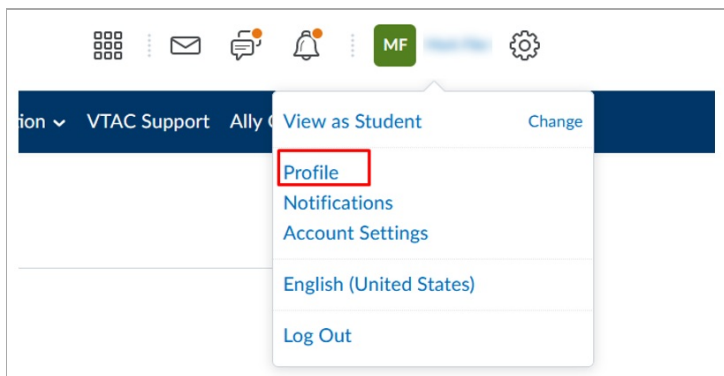 MF
ion VTAC Support Ally
View as Student Change
Profile
Notifications
Account Settings
English (United States)
Log Out